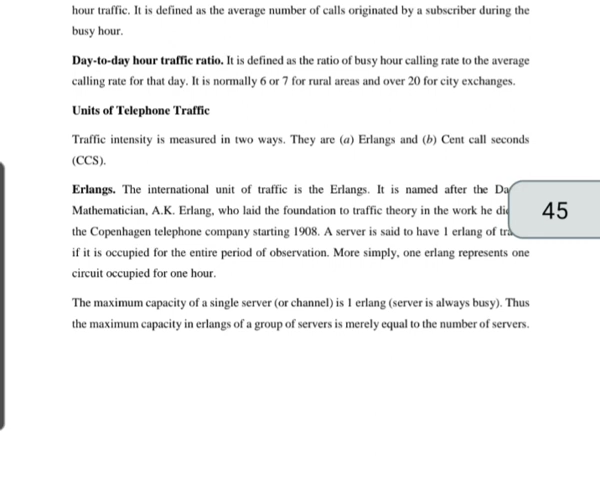 hour traffic. It is defined as the average number of calls originated by a subscriber during the
busy hour.
Day-to-day hour traffic ratio. It is defined as the ratio of busy hour calling rate to the average
calling rate for that day. It is normally 6 or 7 for rural areas and over 20 for city exchanges.
Units of Telephone Traffic
Traffic intensity is measured in two ways. They are (a) Erlangs and (b) Cent call seconds
(CCS).
Erlangs. The international unit of traffic is the Erlangs. It is named after the
Mathematician, A.K. Erlang, who laid the foundation to traffic theory in the work he
45
the Copenhagen telephone company starting 1908. A server is said to have 1 erlang of
if it is occupied for the entire period of observation. More simply, one erlang represents one
circuit occupied for one hour.
The maximum capacity of a single server (or channel) is 1 erlang (server is always busy). Thus
the maximum capacity in erlangs of a group of servers is merely equal to the number of servers.